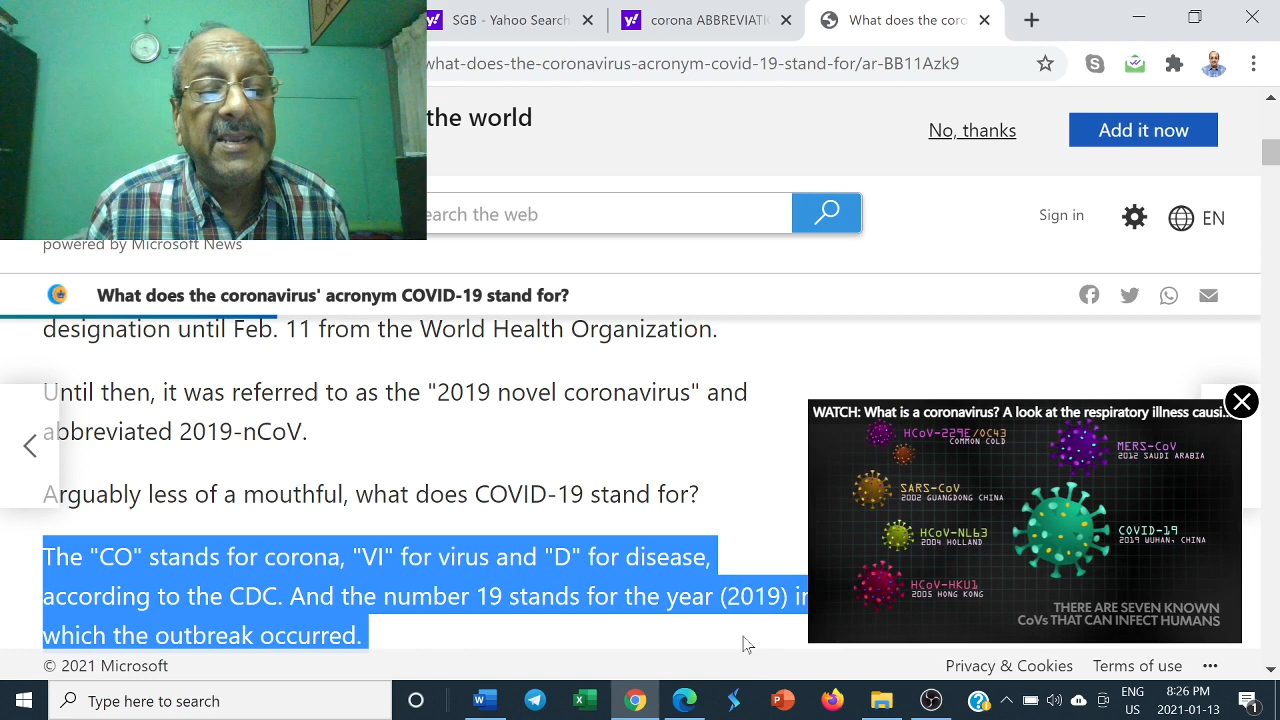 SGB - Yahoo Search
corona ABBREVIATI
What does the coro
what-does-the-coronavirus-acronym-covid-19-stand-for/ar-BB11Azk9
the world
No, thanks
Add it now
earch the web
Sign in
EN
powered by Microsoft News
What does the coronavirus' acronym COVID-19 stand for?
designation until Feb. 11 from the World Health Organization.
Until then, it was referred to as the "2019 novel coronavirus" and
abbreviated 2019-nCoV.
Arguably less of a mouthful, what does COVID-19 stand for?
The "CO" stands for corona, "VI" for virus and "D" for disease,
according to the CDC. And the number 19 stands for the year (2019) in
which the outbreak occurred.
WATCH: What is a coronavirus? A look at the respiratory illness causi...
HCoV-229E/OC43
COMMON COLD
MERS-CoV
2012 SAUDI ARABIA
SARS-CoV
2002 GUANGDONG CHINA
HCoV-NL63
2004 HOLLAND
COVID-19
2019 WUHAN, CHINA
HCoV-HKU1
2005 HONG KONG
THERE ARE SEVEN KNOWN
CoVs THAT CAN INFECT HUMANS
© 2021 Microsoft
Privacy & Cookies
Terms of use
Type here to search
ENG
US
8:26 PM
2021-01-13
1